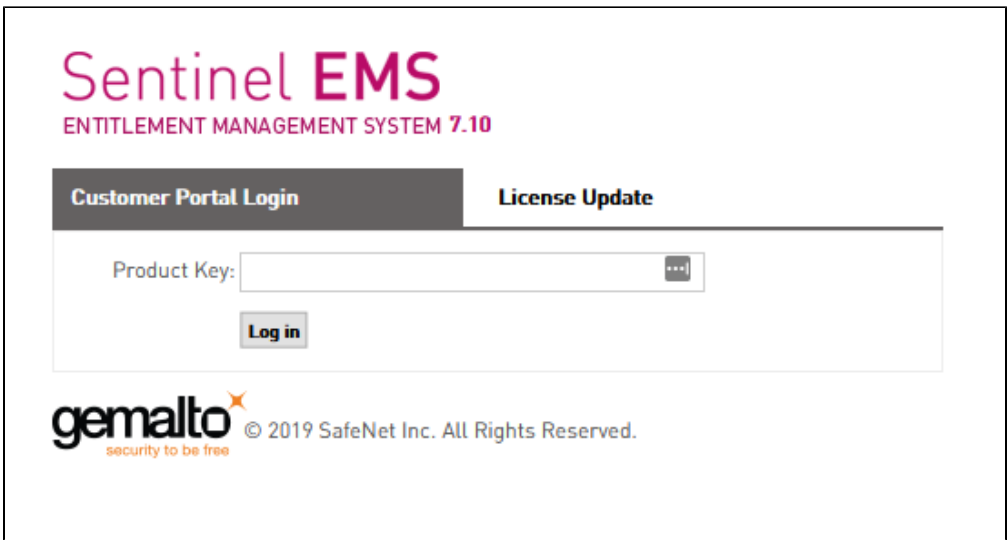 Sentinel EMS
ENTITLEMENT MANAGEMENT SYSTEM 7.10
Customer Portal Login
License Update
Product Key:
Log in
gemalto
security to be free
© 2019 SafeNet Inc. All Rights Reserved.